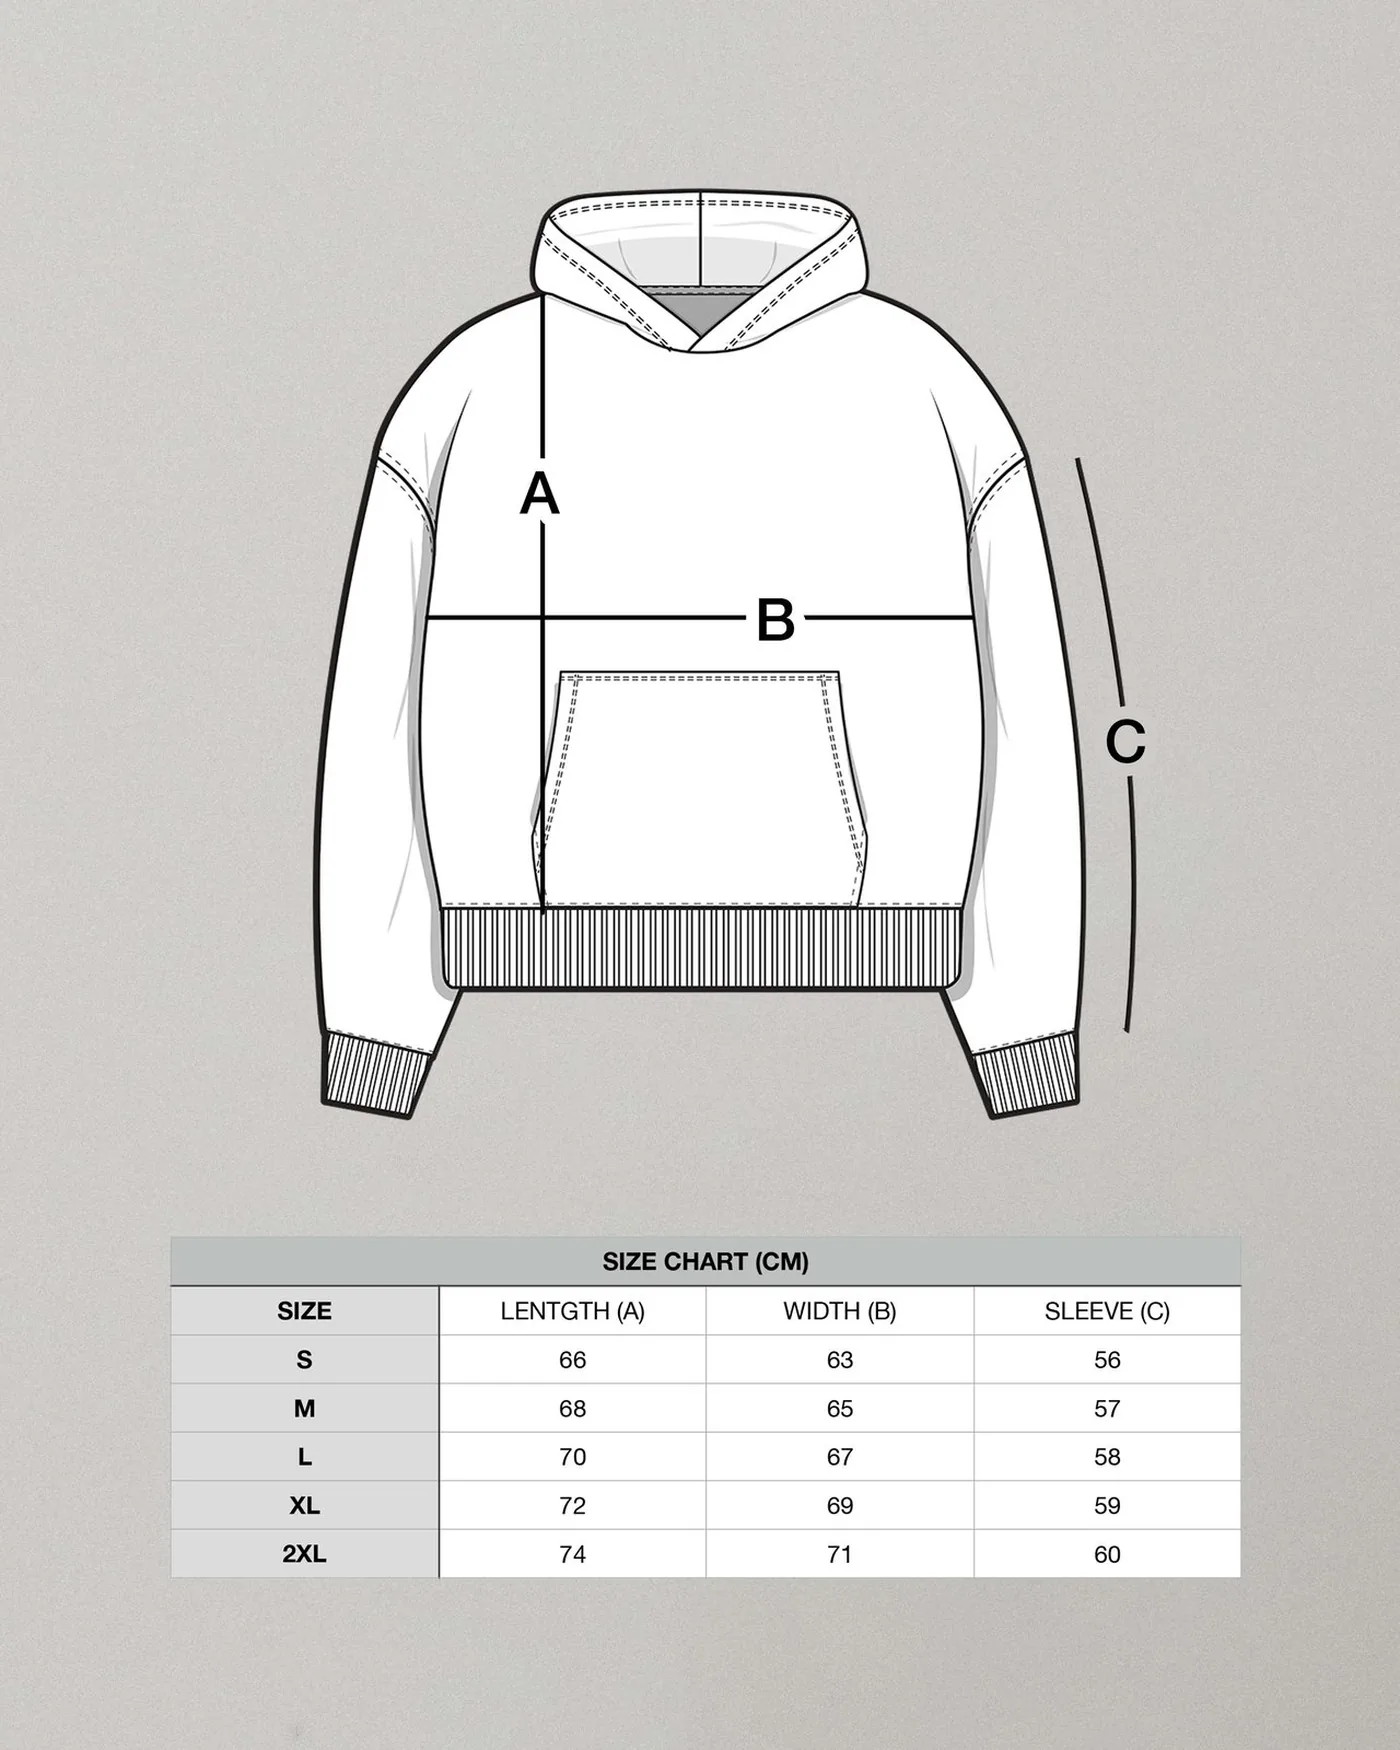 A
B
C
SIZE CHART (CM)
SIZE LENTGTH (A) WIDTH (B) SLEEVE (C)
S 66 63 56
M 68 65 57
L 70 67 58
XL 72 69 59
2XL 74 71 60